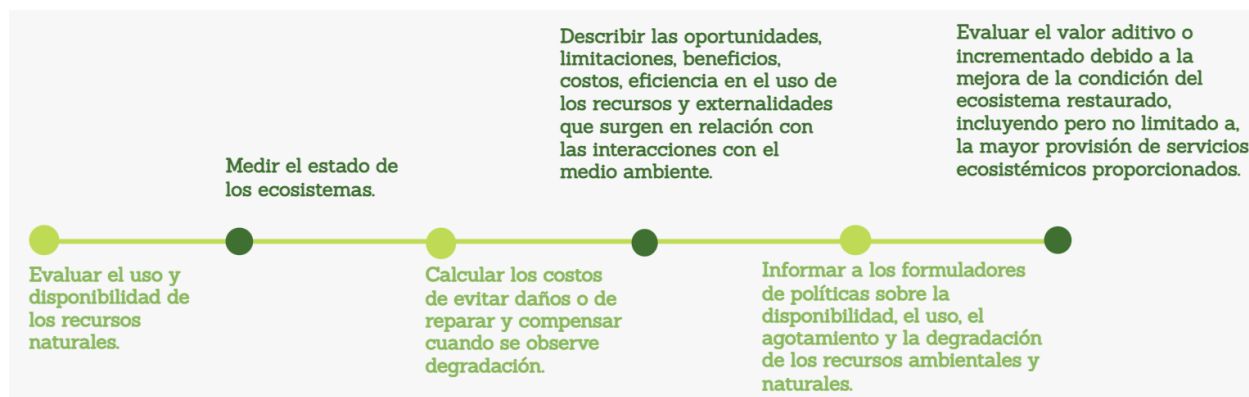 Evaluar el uso y
disponibilidad de
los recursos
naturales.
Medir el estado de
los ecosistemas.
Calcular los costos
de evitar daños o de
reparar y compensar
cuando se observe
degradación.
Describir las oportunidades,
limitaciones, beneficios,
costos, eficiencia en el uso de
los recursos y externalidades
que surgen en relación con
las interacciones con el
medio ambiente.
Informar a los formuladores
de políticas sobre la
disponibilidad, el uso, el
agotamiento y la degradación
de los recursos ambientales y
naturales.
Evaluar el valor aditivo o
incrementado debido a la
mejora de la condición del
ecosistema restaurado,
incluyendo pero no limitado a,
la mayor provisión de servicios
ecosistémicos proporcionados.